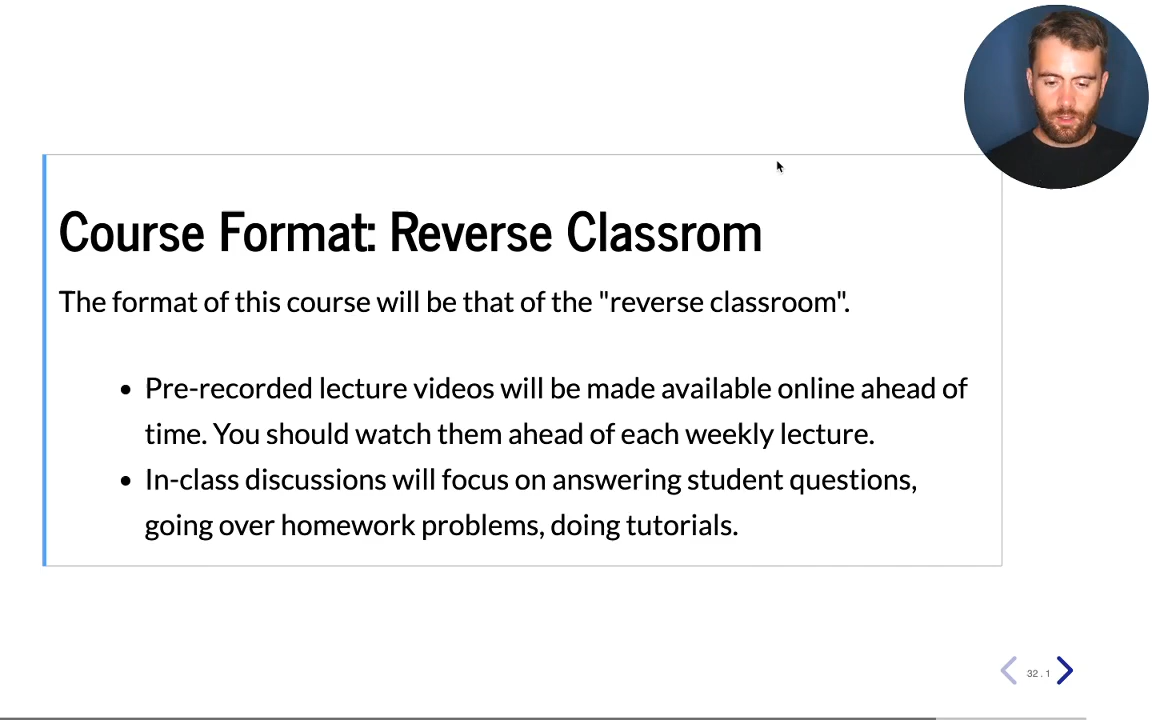 Course Format: Reverse Classrom
The format of this course will be that of the "reverse classroom".
• Pre-recorded lecture videos will be made available online ahead of
time. You should watch them ahead of each weekly lecture.
• In-class discussions will focus on answering student questions,
going over homework problems, doing tutorials.
32 . 1